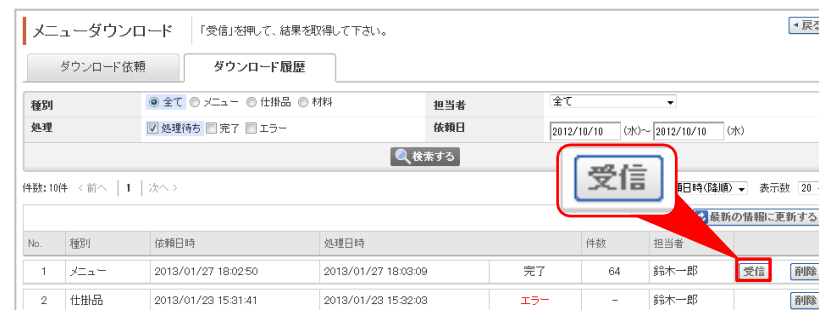 メニューダウンロード 「受信」を押して、結果を取得して下さい。 戻る
ダウンロード依頼 ダウンロード履歴
種別 全て メニュー 仕掛品 材料 担当者 全て
処理 処理待ち 完了 エラー 依頼日 2012/10/10 (水)～ 2012/10/10 (水)
検索する
受信
件数:10件 <前へ | 1 | 次へ> 日時(降順) 表示数 20
最新の情報に更新する
No. 種別 依頼日時 処理日時 件数 担当者
1 メニュー 2013/01/27 18:02:50 2013/01/27 18:03:09 完了 64 鈴木一郎 受信 削除
2 仕掛品 2013/01/23 15:31:41 2013/01/23 15:32:03 エラー - 鈴木一郎 削除